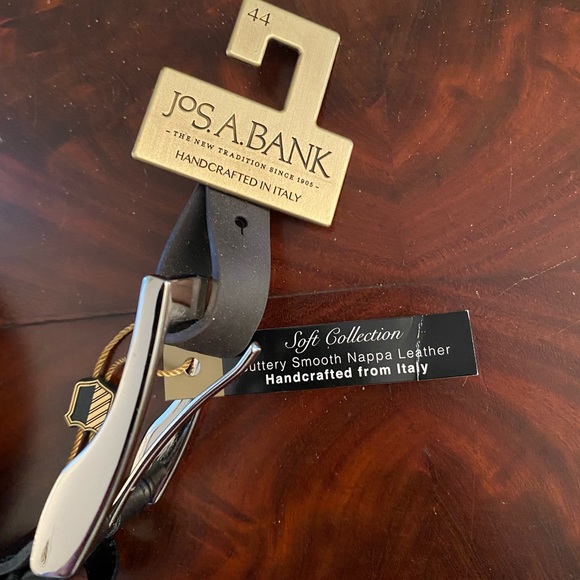 44
JOS. A. BANK
- THE NEW TRADITION SINCE 1905 -
HANDCRAFTED IN ITALY
Soft Collection
uttery Smooth Nappa Leather
Handcrafted from Italy